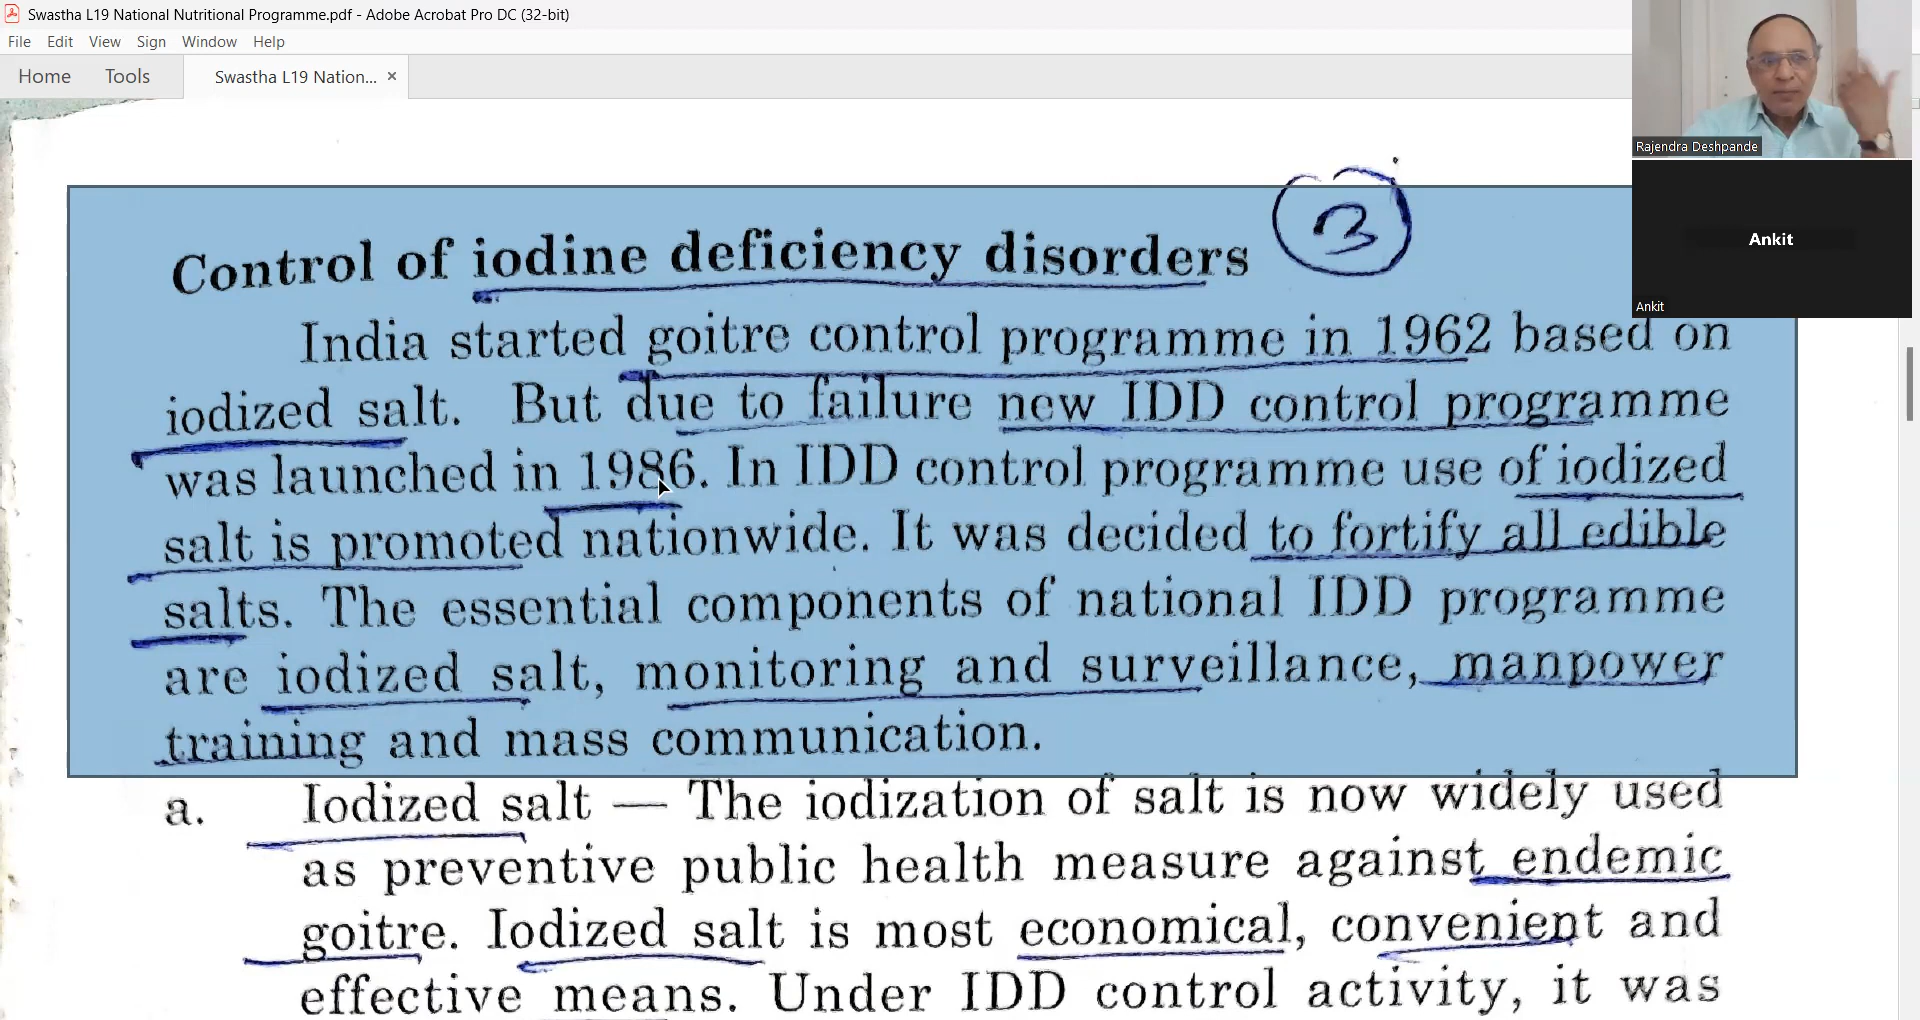 Swastha L19 National Nutritional Programme.pdf - Adobe Acrobat Pro DC (32-bit)
File Edit View Sign Window Help
Home Tools Swastha L19 Nation... ×
Rajendra Deshpande
Ankit
Ankit
3
Control of iodine deficiency disorders
India started goitre control programme in 1962 based on
iodized salt. But due to failure new IDD control programme
was launched in 1986. In IDD control programme use of iodized
salt is promoted nationwide. It was decided to fortify all edible
salts. The essential components of national IDD programme
are iodized salt, monitoring and surveillance, manpower
training and mass communication.
a. Iodized salt — The iodization of salt is now widely used
as preventive public health measure against endemic
goitre. Iodized salt is most economical, convenient and
effective means. Under IDD control activity, it was